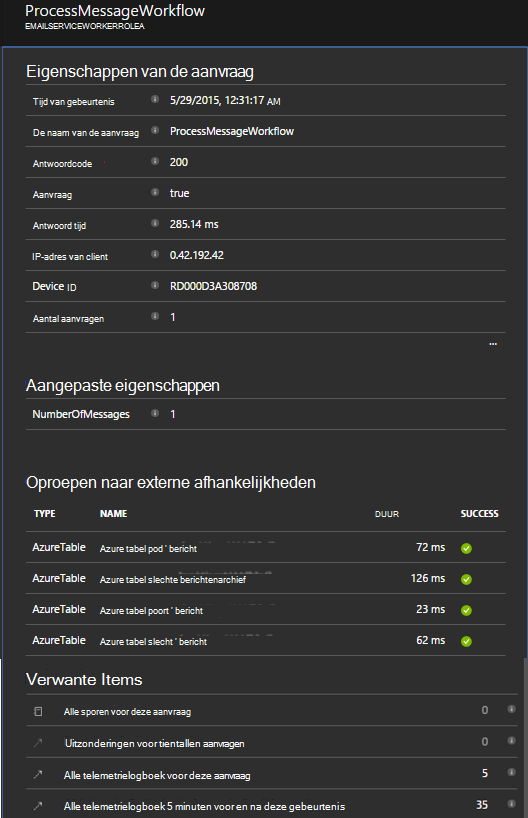 ProcessMessageWorkflow
EMAILSERVICEWORKERROLEA
Eigenschappen van de aanvraag
Tijd van gebeurtenis 5/29/2015, 12:31:17 AM
De naam van de aanvraag ProcessMessageWorkflow
Antwoordcode 200
Aanvraag true
Antwoord tijd 285.14 ms
IP-adres van client 0.42.192.42
Device ID RD000D3A308708
Aantal aanvragen 1
...
Aangepaste eigenschappen
NumberOfMessages 1
Oproepen naar externe afhankelijkheden
TYPE NAME DUUR SUCCESS
AzureTable Azure tabel pod ' bericht 72 ms
AzureTable Azure tabel slechte berichtenarchief 126 ms
AzureTable Azure tabel poort ' bericht 23 ms
AzureTable Azure tabel slecht ' bericht 62 ms
Verwante Items
Alle sporen voor deze aanvraag 0
Uitzonderingen voor tientallen aanvragen 0
Alle telemetrielogboek voor deze aanvraag 5
Alle telemetrielogboek 5 minuten voor en na deze gebeurtenis 35